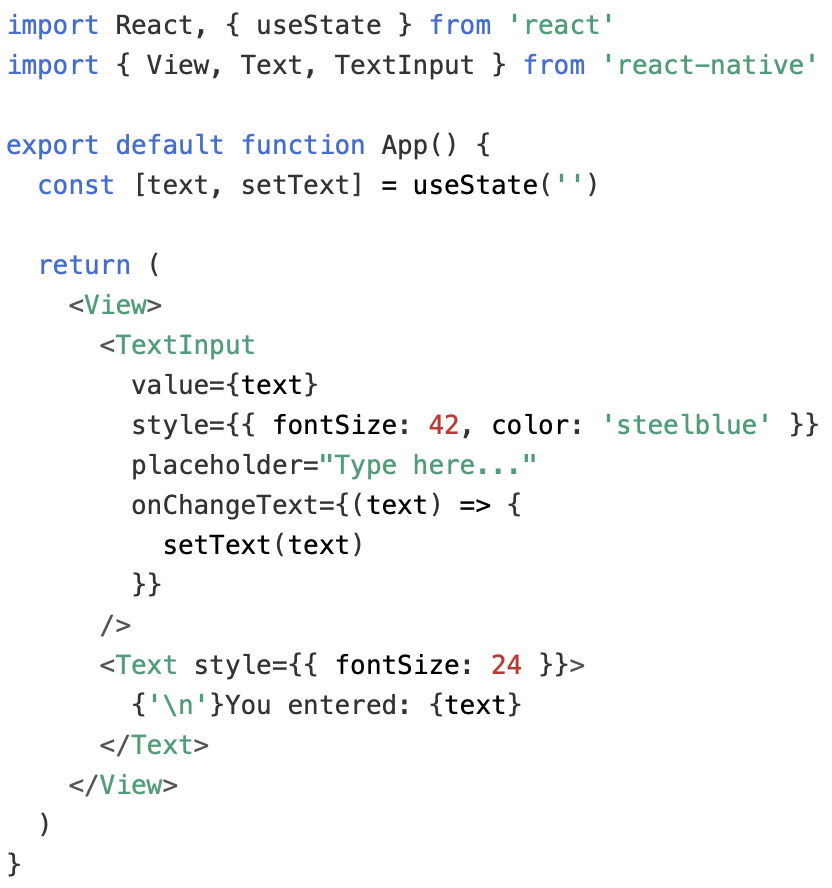 import React, { useState } from 'react'
import { View, Text, TextInput } from 'react-native'

export default function App() {
  const [text, setText] = useState('')

  return (
    <View>
      <TextInput
        value={text}
        style={{ fontSize: 42, color: 'steelblue' }}
        placeholder="Type here..."
        onChangeText={(text) => {
          setText(text)
        }}
      />
      <Text style={{ fontSize: 24 }}>
        {'\n'}You entered: {text}
      </Text>
    </View>
  )
}